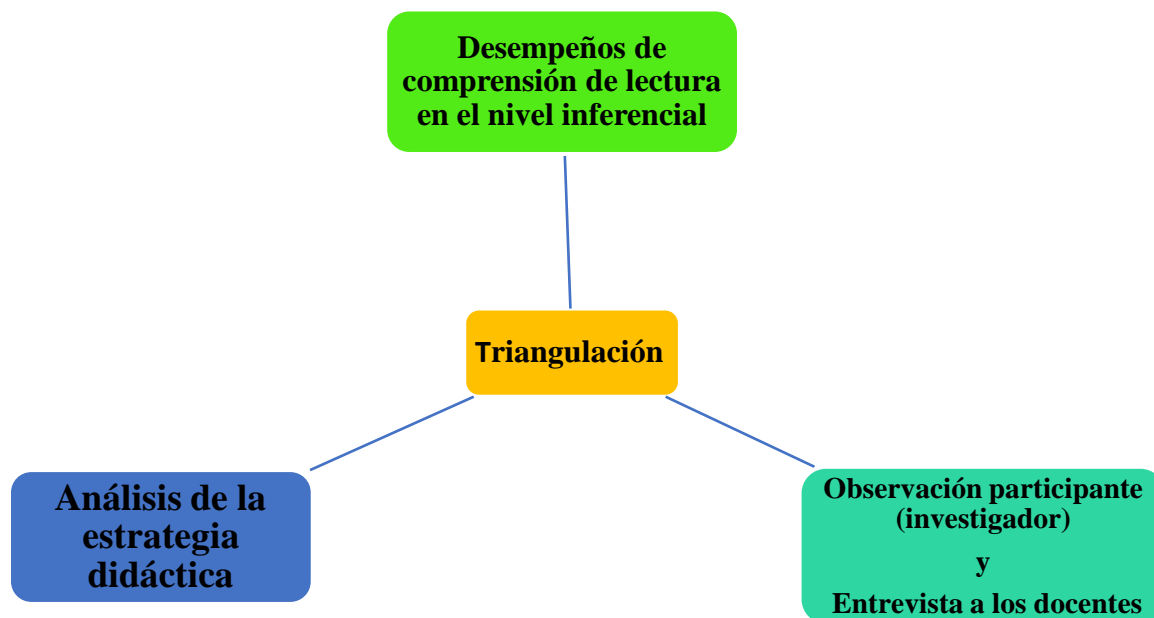 Desempeños de
comprensión de lectura
en el nivel inferencial
Triangulación
Análisis de la
estrategia
didáctica
Observación participante
(investigador)
y
Entrevista a los docentes